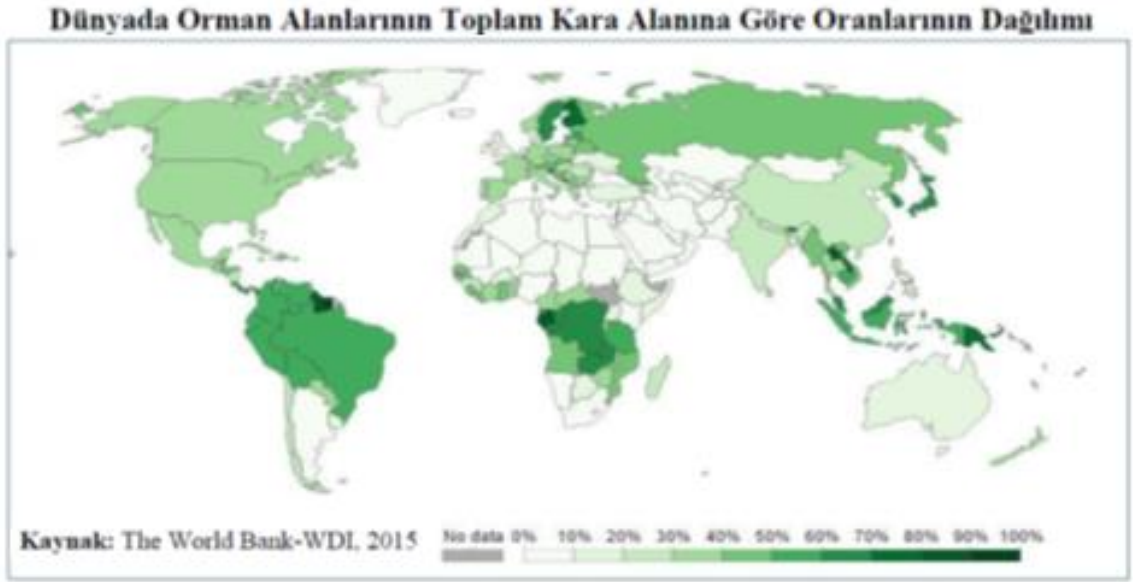 Dünyada Orman Alanlarının Toplam Kara Alanına Göre Oranlarının Dağılımı
Kaynak: The World Bank-WDI, 2015
No data 0% 10% 20% 30% 40% 50% 60% 70% 80% 90% 100%